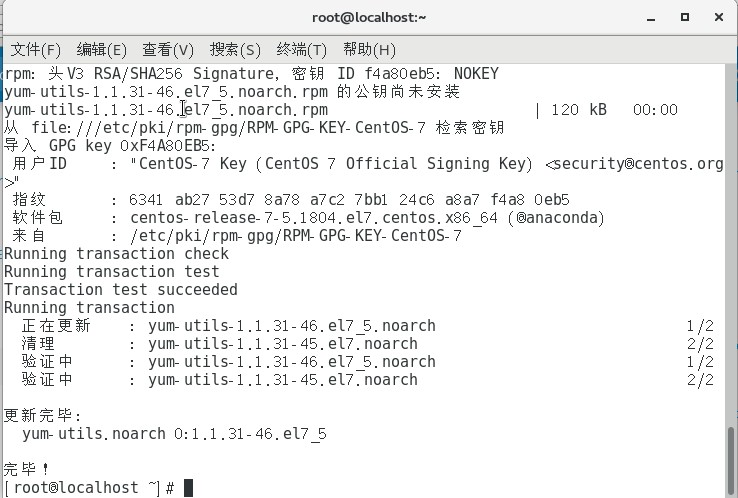 root@localhost:~
文件(F) 编辑(E) 查看(V) 搜索(S) 终端(T) 帮助(H)
rpm: 头V3 RSA/SHA256 Signature, 密钥 ID f4a80eb5: NOKEY
yum-utils-1.1.31-46.el7_5.noarch.rpm 的公钥尚未安装
yum-utils-1.1.31-46.el7_5.noarch.rpm | 120 kB 00:00
从 file:///etc/pki/rpm-gpg/RPM-GPG-KEY-CentOS-7 检索密钥
导入 GPG key 0xF4A80EB5:
用户ID : "CentOS-7 Key (CentOS 7 Official Signing Key) <security@centos.org
>"
指纹 : 6341 ab27 53d7 8a78 a7c2 7bb1 24c6 a8a7 f4a8 0eb5
软件包 : centos-release-7-5.1804.el7.centos.x86_64 (@anaconda)
来自 : /etc/pki/rpm-gpg/RPM-GPG-KEY-CentOS-7
Running transaction check
Running transaction test
Transaction test succeeded
Running transaction
正在更新 : yum-utils-1.1.31-46.el7_5.noarch 1/2
清理 : yum-utils-1.1.31-45.el7.noarch 2/2
验证中 : yum-utils-1.1.31-46.el7_5.noarch 1/2
验证中 : yum-utils-1.1.31-45.el7.noarch 2/2
更新完毕:
yum-utils.noarch 0:1.1.31-46.el7_5
完毕！
[root@localhost ~]#